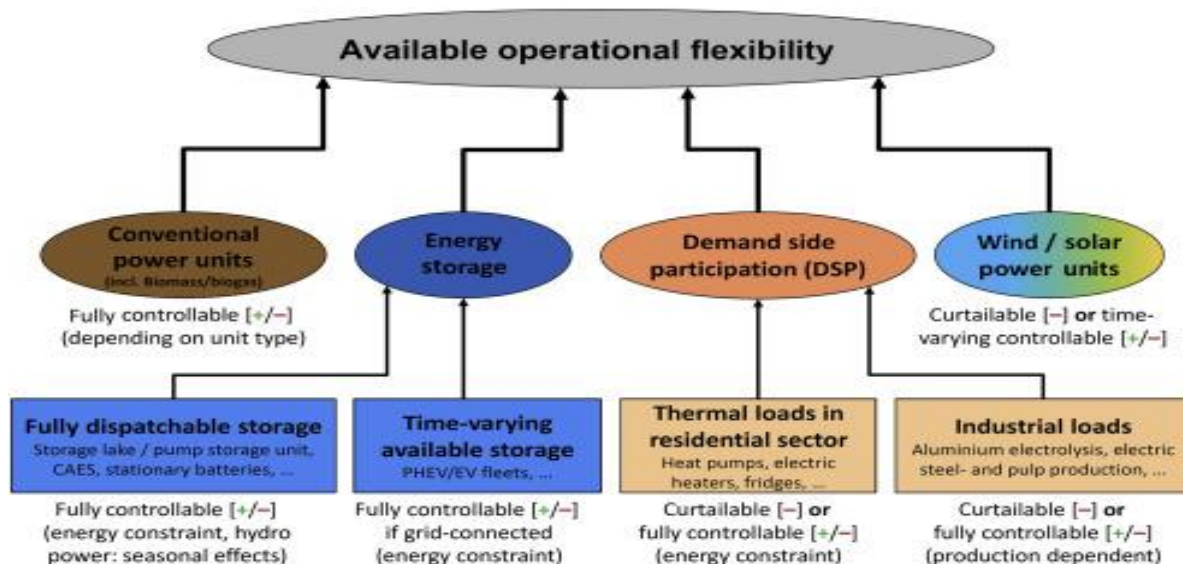 Available operational flexibility
Conventional
power units
(incl. Biomass/biogas)
Fully controllable [+/−]
(depending on unit type)
Energy
storage
Demand side
participation (DSP)
Wind / solar
power units
Curtailable [−] or time-
varying controllable [+/−]
Fully dispatchable storage
Storage lake / pump storage unit,
CAES, stationary batteries, ...
Fully controllable [+/−]
(energy constraint, hydro
power: seasonal effects)
Time-varying
available storage
PHEV/EV fleets, ...
Fully controllable [+/−]
if grid-connected
(energy constraint)
Thermal loads in
residential sector
Heat pumps, electric
heaters, fridges, ...
Curtailable [−] or
fully controllable [+/−]
(energy constraint)
Industrial loads
Aluminium electrolysis, electric
steel- and pulp production, ...
Curtailable [−] or
fully controllable [+/−]
(production dependent)